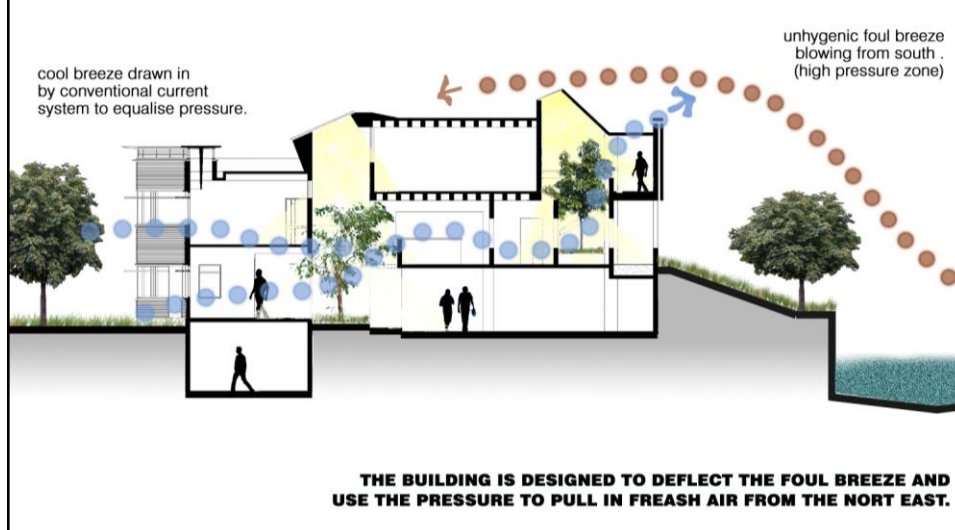 unhygenic foul breeze
blowing from south .
(high pressure zone)
cool breeze drawn in
by conventional current
system to equalise pressure.
THE BUILDING IS DESIGNED TO DEFLECT THE FOUL BREEZE AND
USE THE PRESSURE TO PULL IN FREASH AIR FROM THE NORT EAST.